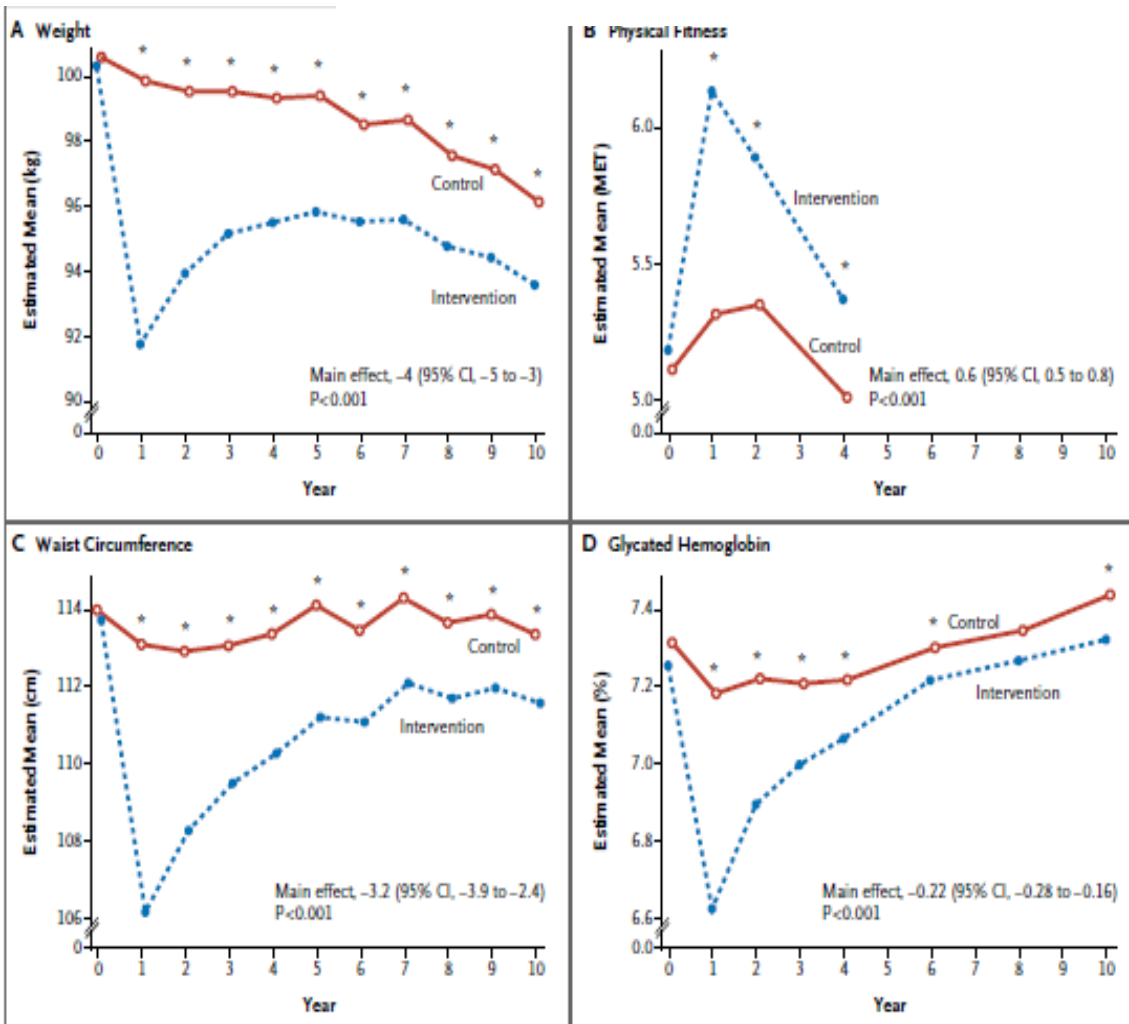 A Weight
Estimated Mean (kg)
100
98
96
94
92
90
0
* * * * * * * * * *
Control
Intervention
Main effect, –4 (95% CI, –5 to –3)
P<0.001
0 1 2 3 4 5 6 7 8 9 10
Year
B Physical Fitness
Estimated Mean (MET)
6.0
5.5
5.0
0.0
* * *
Intervention
Control
Main effect, 0.6 (95% CI, 0.5 to 0.8)
P<0.001
0 1 2 3 4 5 6 7 8 9 10
Year
C Waist Circumference
Estimated Mean (cm)
114
112
110
108
106
0
* * * * * * * * * *
Control
Intervention
Main effect, –3.2 (95% CI, –3.9 to –2.4)
P<0.001
0 1 2 3 4 5 6 7 8 9 10
Year
D Glycated Hemoglobin
Estimated Mean (%)
7.4
7.2
7.0
6.8
6.6
0.0
* * * * * *
Control
Intervention
Main effect, –0.22 (95% CI, –0.28 to –0.16)
P<0.001
0 1 2 3 4 5 6 7 8 9 10
Year